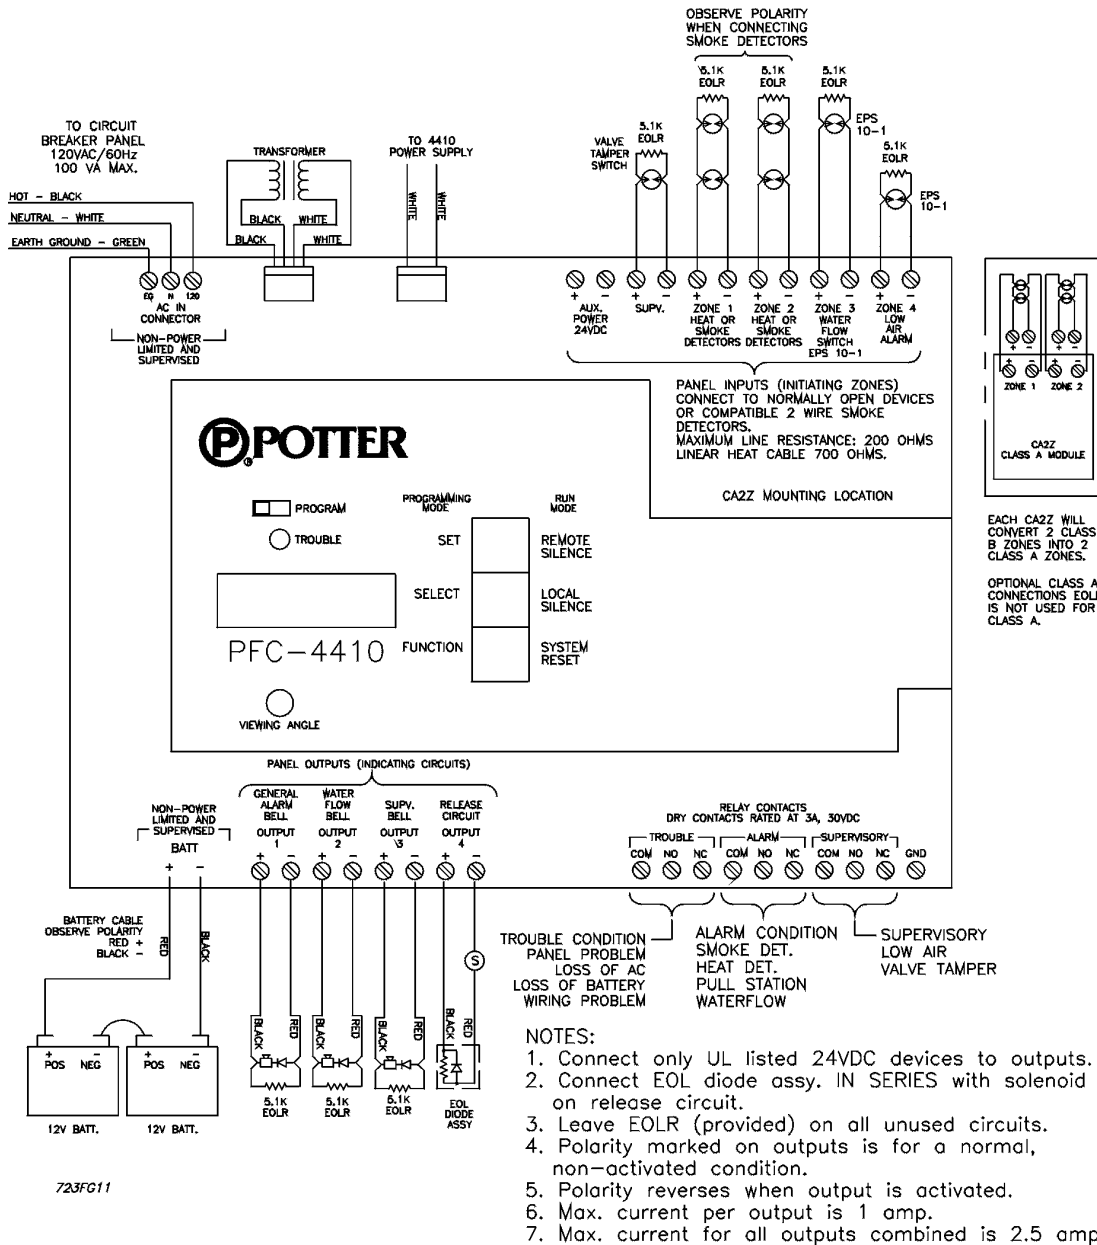 OBSERVE POLARITY
WHEN CONNECTING
SMOKE DETECTORS
5.1K
EOLR
5.1K
EOLR
5.1K
EOLR
EPS
10-1
VALVE
TAMPER
SWITCH
5.1K
EOLR
5.1K
EOLR
EPS
10-1
TO CIRCUIT
BREAKER PANEL
120VAC/60Hz
100 VA MAX.
HOT - BLACK
NEUTRAL - WHITE
EARTH GROUND - GREEN
TRANSFORMER
BLACK
WHITE
BLACK
WHITE
TO 4410
POWER SUPPLY
WHITE
WHITE
EG N 120
AC IN
CONNECTOR
NON-POWER
LIMITED AND
SUPERVISED
+ -
AUX.
POWER
24VDC
+ -
SUPV.
+ -
ZONE 1
HEAT OR
SMOKE
DETECTORS
+ -
ZONE 2
HEAT OR
SMOKE
DETECTORS
+ -
ZONE 3
WATER
FLOW
SWITCH
EPS 10-1
+ -
ZONE 4
LOW
AIR
ALARM
PANEL INPUTS (INITIATING ZONES)
CONNECT TO NORMALLY OPEN DEVICES
OR COMPATIBLE 2 WIRE SMOKE
DETECTORS.
MAXIMUM LINE RESISTANCE: 200 OHMS
LINEAR HEAT CABLE 700 OHMS.
CA2Z MOUNTING LOCATION
+ - + -
+ - + -
ZONE 1 ZONE 2
CA2Z
CLASS A MODULE
EACH CA2Z WILL
CONVERT 2 CLASS
B ZONES INTO 2
CLASS A ZONES.
OPTIONAL CLASS A
CONNECTIONS
IS NOT USED FOR
CLASS A.
P POTTER
PROGRAM
TROUBLE
PROGRAMMING
MODE
RUN
MODE
SET
REMOTE
SILENCE
SELECT
LOCAL
SILENCE
FUNCTION
SYSTEM
RESET
PFC-4410
VIEWING ANGLE
PANEL OUTPUTS (INDICATING CIRCUITS)
GENERAL
ALARM
BELL
OUTPUT
1
+ -
WATER
FLOW
BELL
OUTPUT
2
+ -
SUPV.
BELL
OUTPUT
3
+ -
RELEASE
CIRCUIT
OUTPUT
4
+ -
NON-POWER
LIMITED AND
SUPERVISED
BATT
+ -
BATTERY CABLE
OBSERVE POLARITY
RED +
BLACK -
RED
BLACK
+ -
POS NEG
+ -
POS NEG
12V BATT.
12V BATT.
BLACK
RED
5.1K
EOLR
BLACK
RED
5.1K
EOLR
BLACK
RED
5.1K
EOLR
S
BLACK
RED
EOL
DIODE
ASSY
RELAY CONTACTS
DRY CONTACTS RATED AT 3A, 30VDC
TROUBLE
COM NO NC
ALARM
COM NO NC
SUPERVISORY
COM NO NC
GND
TROUBLE CONDITION
PANEL PROBLEM
LOSS OF AC
LOSS OF BATTERY
WIRING PROBLEM
ALARM CONDITION
SMOKE DET.
HEAT DET.
PULL STATION
WATERFLOW
SUPERVISORY
LOW AIR
VALVE TAMPER
NOTES:
1. Connect only UL listed 24VDC devices to outputs.
2. Connect EOL diode assy. IN SERIES with solenoid
on release circuit.
3. Leave EOLR (provided) on all unused circuits.
4. Polarity marked on outputs is for a normal,
non-activated condition.
5. Polarity reverses when output is activated.
6. Max. current per output is 1 amp.
7. Max. current for all outputs combined is 2.5 amp
723FG11